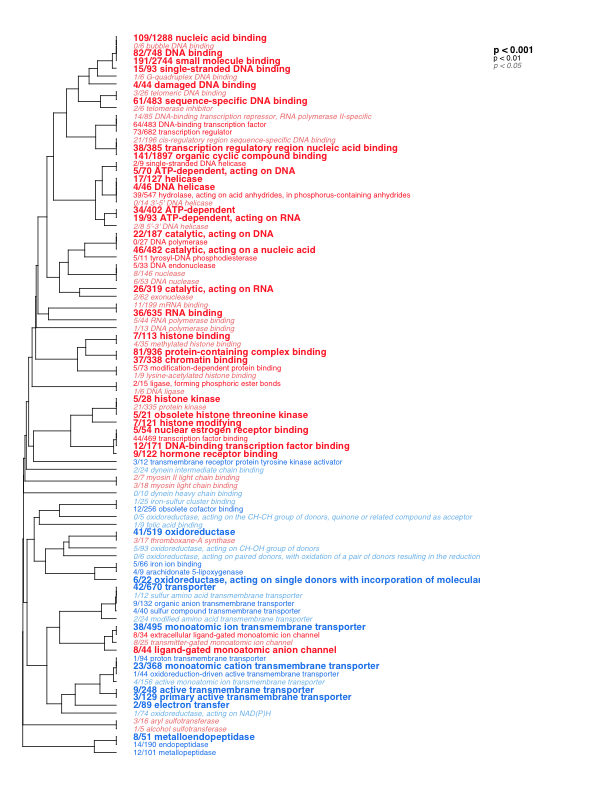 109/1288 nucleic acid binding
0/6 bubble DNA binding
82/748 DNA binding
191/2744 small molecule binding
15/93 single-stranded DNA binding
1/6 G-quadruplex DNA binding
4/44 damaged DNA binding
3/26 telomeric DNA binding
61/483 sequence-specific DNA binding
2/6 telomerase inhibitor
14/85 DNA-binding transcription repressor, RNA polymerase II-specific
64/483 DNA-binding transcription factor
73/682 transcription regulator
21/196 cis-regulatory region sequence-specific DNA binding
38/385 transcription regulatory region nucleic acid binding
141/1897 organic cyclic compound binding
2/9 single-stranded DNA helicase
5/70 ATP-dependent, acting on DNA
17/127 helicase
4/46 DNA helicase
39/547 hydrolase, acting on acid anhydrides, in phosphorus-containing anhydrides
0/14 3'-5' DNA helicase
34/402 ATP-dependent
19/93 ATP-dependent, acting on RNA
2/8 5'-3' DNA helicase
22/187 catalytic, acting on DNA
0/27 DNA polymerase
46/482 catalytic, acting on a nucleic acid
5/11 tyrosyl-DNA phosphodiesterase
5/33 DNA endonuclease
8/146 nuclease
6/53 DNA nuclease
26/319 catalytic, acting on RNA
2/62 exonuclease
11/199 mRNA binding
36/635 RNA binding
5/44 RNA polymerase binding
1/13 DNA polymerase binding
7/113 histone binding
4/35 methylated histone binding
81/936 protein-containing complex binding
37/338 chromatin binding
5/73 modification-dependent protein binding
1/9 lysine-acetylated histone binding
2/15 ligase, forming phosphoric ester bonds
1/6 DNA ligase
5/28 histone kinase
21/335 protein kinase
5/21 obsolete histone threonine kinase
7/121 histone modifying
5/54 nuclear estrogen receptor binding
44/469 transcription factor binding
12/171 DNA-binding transcription factor binding
9/122 hormone receptor binding
3/12 transmembrane receptor protein tyrosine kinase activator
2/24 dynein intermediate chain binding
2/7 myosin II light chain binding
3/18 myosin light chain binding
0/10 dynein heavy chain binding
1/25 iron-sulfur cluster binding
12/256 obsolete cofactor binding
0/5 oxidoreductase, acting on the CH-CH group of donors, quinone or related compound as acceptor
1/9 folic acid binding
41/519 oxidoreductase
3/17 thromboxane-A synthase
5/93 oxidoreductase, acting on CH-OH group of donors
0/6 oxidoreductase, acting on paired donors, with oxidation of a pair of donors resulting in the reduction
5/66 iron ion binding
4/9 arachidonate 5-lipoxygenase
6/22 oxidoreductase, acting on single donors with incorporation of molecular
42/670 transporter
1/12 sulfur amino acid transmembrane transporter
9/132 organic anion transmembrane transporter
4/40 sulfur compound transmembrane transporter
2/24 modified amino acid transmembrane transporter
38/495 monoatomic ion transmembrane transporter
8/34 extracellular ligand-gated monoatomic ion channel
8/25 transmitter-gated monoatomic ion channel
8/44 ligand-gated monoatomic anion channel
1/94 proton transmembrane transporter
23/368 monoatomic cation transmembrane transporter
1/44 oxidoreduction-driven active transmembrane transporter
4/156 active monoatomic ion transmembrane transporter
9/248 active transmembrane transporter
3/129 primary active transmembrane transporter
2/89 electron transfer
1/74 oxidoreductase, acting on NAD(P)H
3/16 aryl sulfotransferase
1/5 alcohol sulfotransferase
8/51 metalloendopeptidase
14/190 endopeptidase
12/101 metallopeptidase
p < 0.001
p < 0.01
p < 0.05